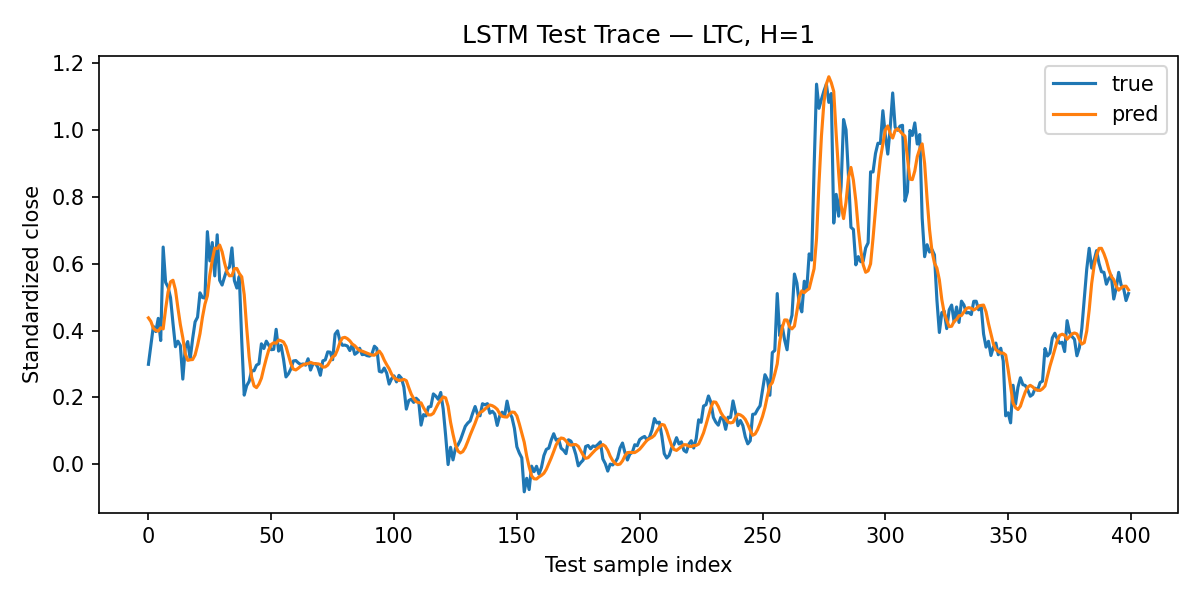 LSTM Test Trace — LTC, H=1
true
pred
Standardized close
1.2
1.0
0.8
0.6
0.4
0.2
0.0
0 50 100 150 200 250 300 350 400
Test sample index